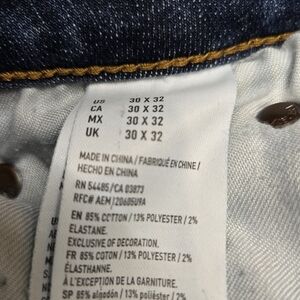 US 30 X 32
CA 30 X 32
MX 30 X 32
UK 30 X 32
MADE IN CHINA / FABRIQUÉ EN CHINE /
HECHO EN CHINA
RN 54485/CA 03873
RFC# AEM
EN 85% COTTON / 13% POLYESTER / 2%
ELASTANE.
EXCLUSIVE OF DECORATION.
FR 85% COTON / 13% POLYESTER / 2%
ÉLASTHANNE.
À L'EXCEPTION DE LA GARNITURE.
SP 85% algodón / 13% poliéster / 2%